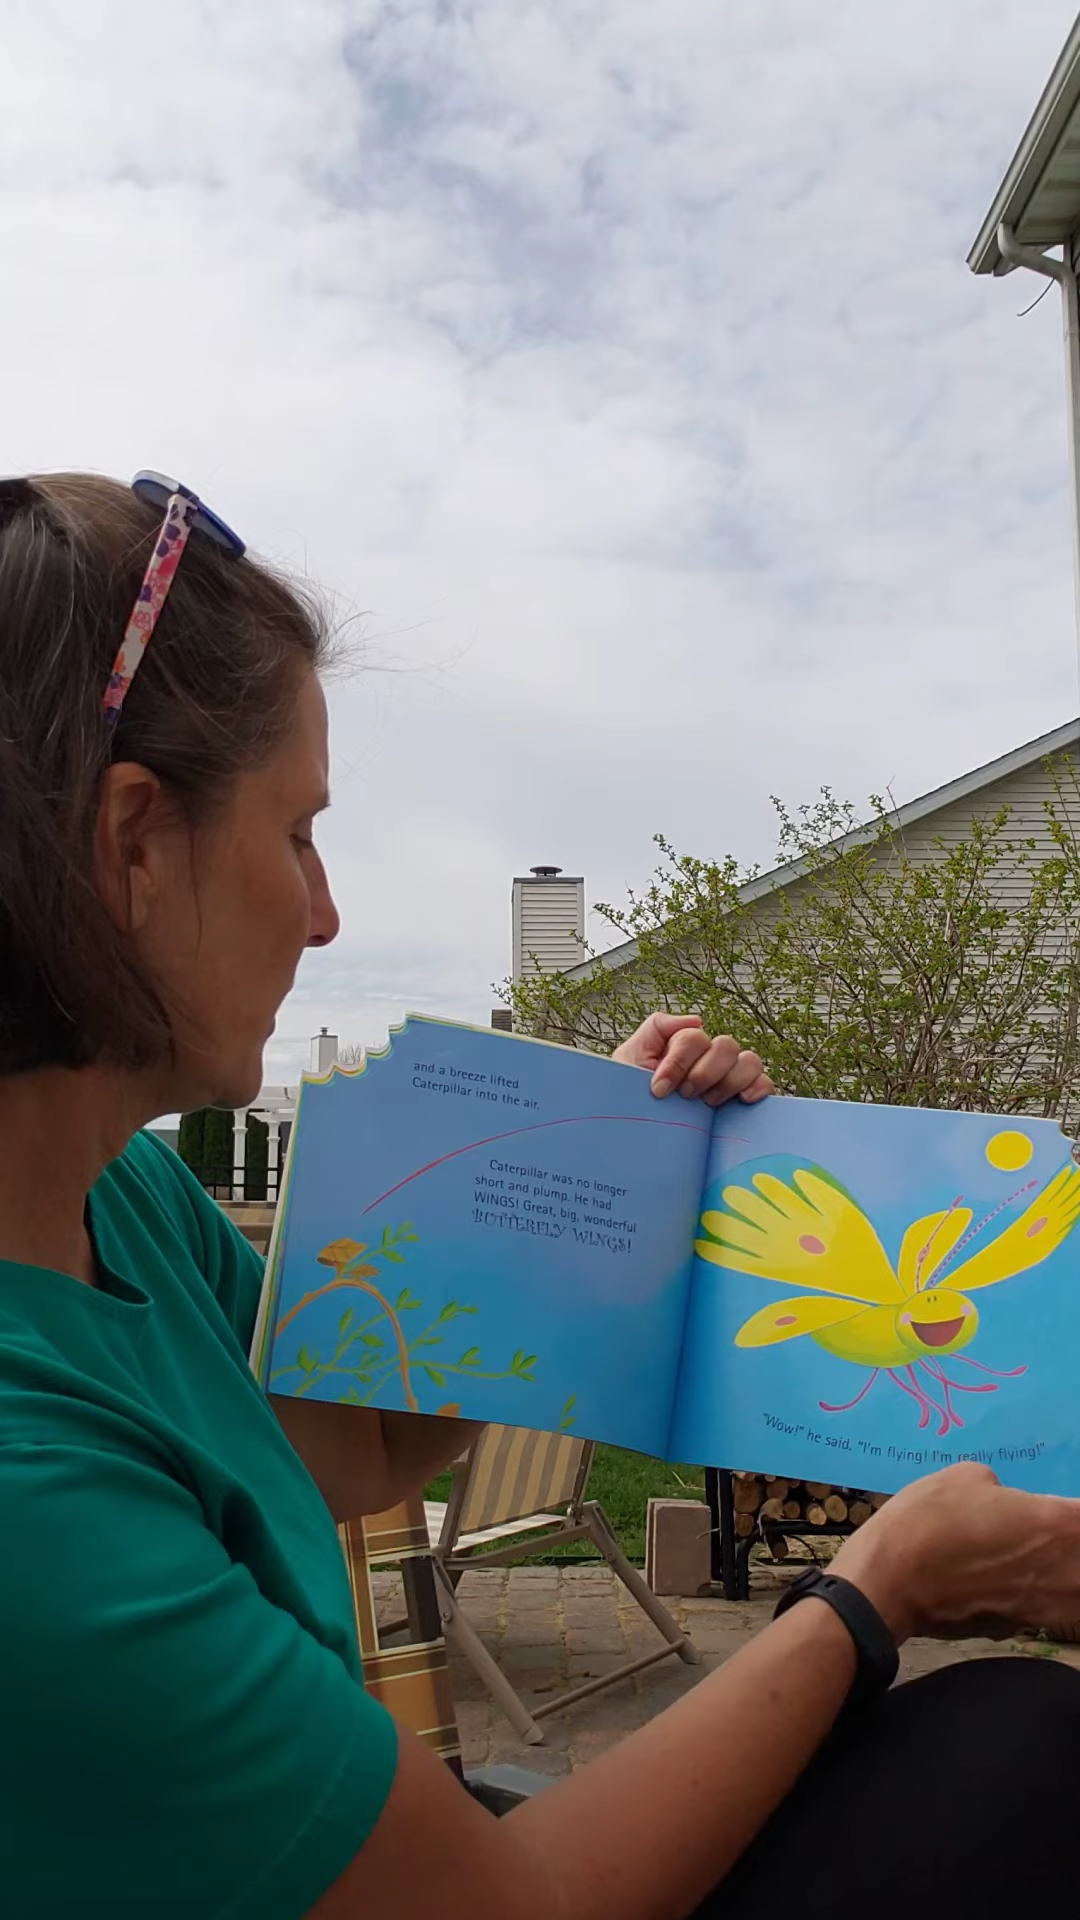 and a breeze lifted
Caterpillar into the air.
Caterpillar was no longer
short and plump. He had
WINGS! Great, big, wonderful
BUTTERFLY WINGS!
"Wow!" he said. "I'm flying! I'm really flying!"